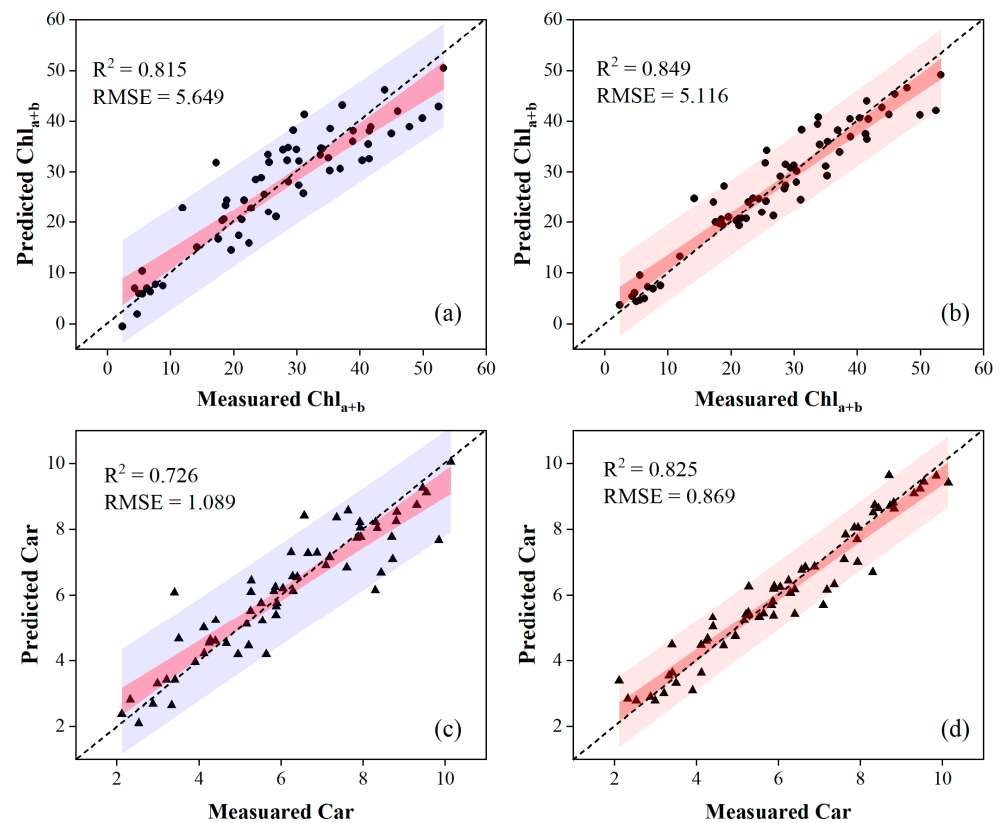 R² = 0.815
RMSE = 5.649
(a)
Predicted Chlₐ₊b
60
50
40
30
20
10
0
0 10 20 30 40 50 60
Measuared Chlₐ₊b
R² = 0.849
RMSE = 5.116
(b)
Predicted Chlₐ₊b
60
50
40
30
20
10
0
0 10 20 30 40 50 60
Measuared Chlₐ₊b
R² = 0.726
RMSE = 1.089
(c)
Predicted Car
10
8
6
4
2
2 4 6 8 10
Measuared Car
R² = 0.825
RMSE = 0.869
(d)
Predicted Car
10
8
6
4
2
2 4 6 8 10
Measuared Car